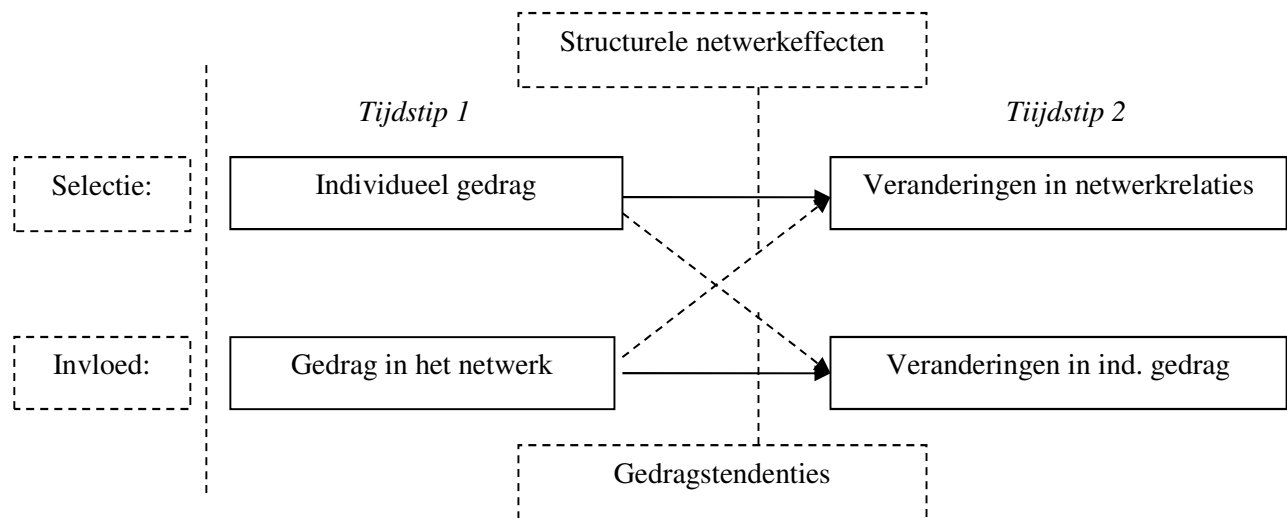 Structurele netwerkeffecten
Tijdstip 1
Tiijdstip 2
Selectie:
Individueel gedrag
Veranderingen in netwerkrelaties
Invloed:
Gedrag in het netwerk
Veranderingen in ind. gedrag
Gedragstendenties